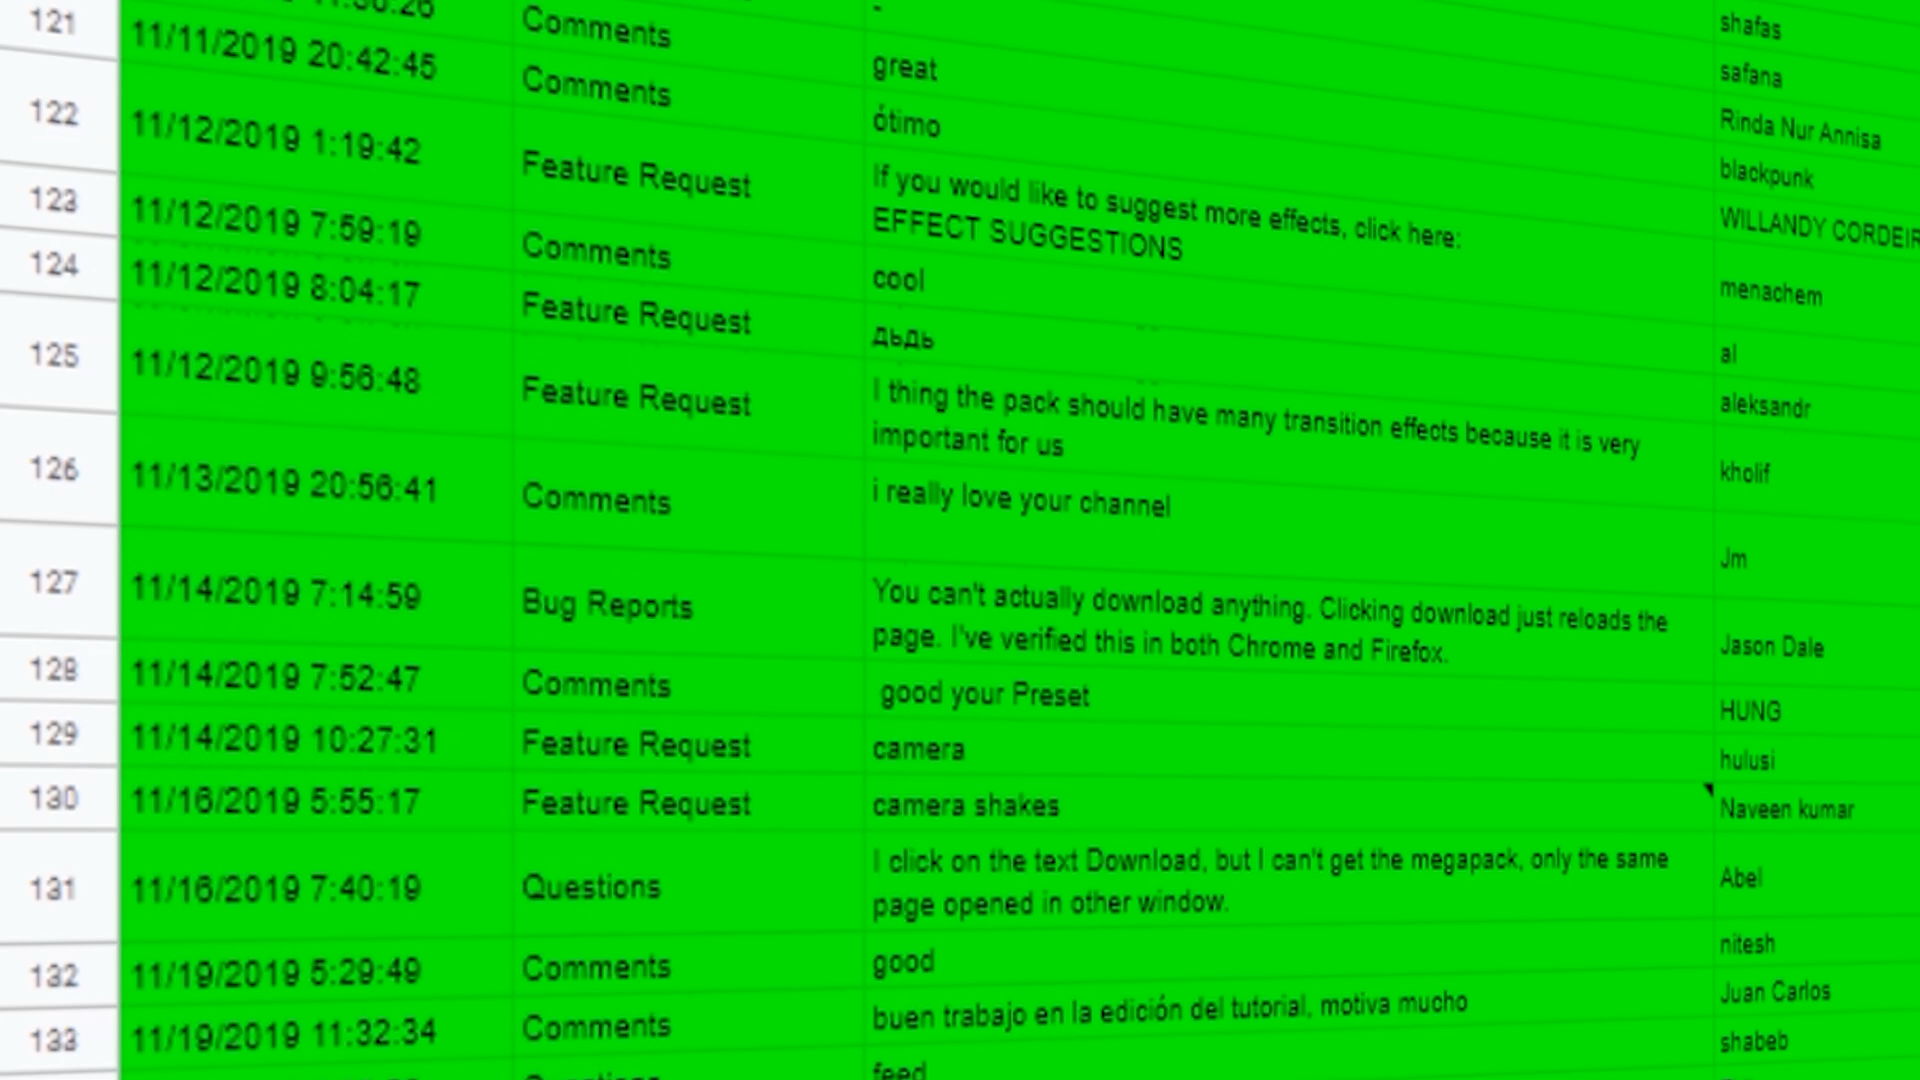 121
11/11/2019 20:42:45
Comments
-
shafas
Comments
great
safana
122
11/12/2019 1:19:42
ótimo
Rinda Nur Annisa
Feature Request
If you would like to suggest more effects, click here:
EFFECT SUGGESTIONS
blackpunk
123
11/12/2019 7:59:19
Comments
cool
WILLANDY CORDEIR
124
11/12/2019 8:04:17
Feature Request
дьдь
menachem
125
11/12/2019 9:56:48
Feature Request
I thing the pack should have many transition effects because it is very
important for us
al
aleksandr
126
11/13/2019 20:56:41
Comments
i really love your channel
kholif
Jm
127
11/14/2019 7:14:59
Bug Reports
You can't actually download anything. Clicking download just reloads the
page. I've verified this in both Chrome and Firefox.
Jason Dale
128
11/14/2019 7:52:47
Comments
good your Preset
HUNG
129
11/14/2019 10:27:31
Feature Request
camera
hulusi
130
11/16/2019 5:55:17
Feature Request
camera shakes
Naveen kumar
131
11/16/2019 7:40:19
Questions
I click on the text Download, but I can't get the megapack, only the same
page opened in other window.
Abel
132
11/19/2019 5:29:49
Comments
good
nitesh
133
11/19/2019 11:32:34
Comments
buen trabajo en la edición del tutorial, motiva mucho
Juan Carlos
feed
shabeb